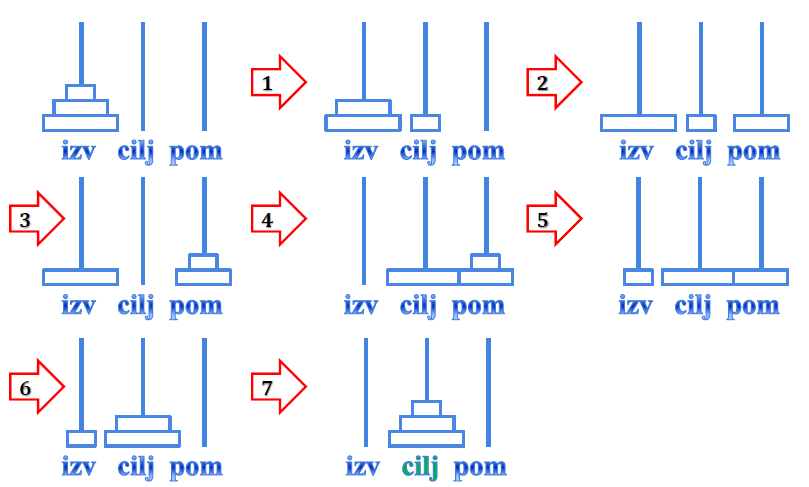 1 2
izv cilj pom izv cilj pom izv cilj pom
3 4 5
izv cilj pom izv cilj pom izv cilj pom
6 7
izv cilj pom izv cilj pom